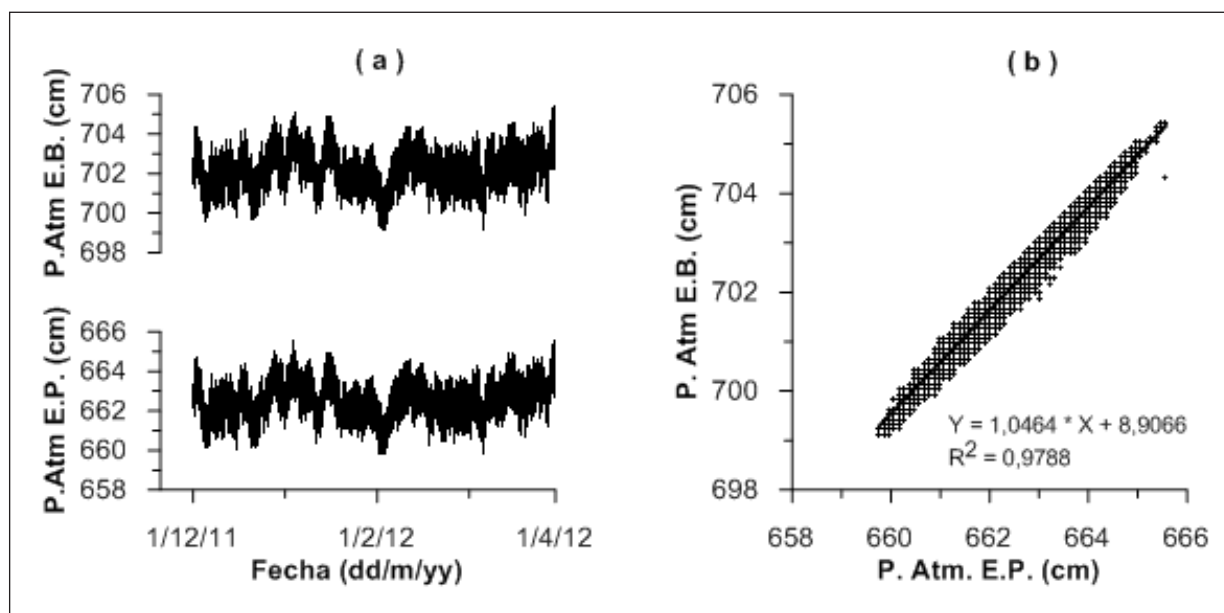 ( a )
P.Atm E.B. (cm)
706
704
702
700
698
P.Atm E.P. (cm)
666
664
662
660
658
1/12/11
1/2/12
1/4/12
Fecha (dd/m/yy)
( b )
P. Atm E.B. (cm)
706
704
702
700
698
Y = 1,0464 * X + 8,9066
R2 = 0,9788
658
660
662
664
666
P. Atm. E.P. (cm)